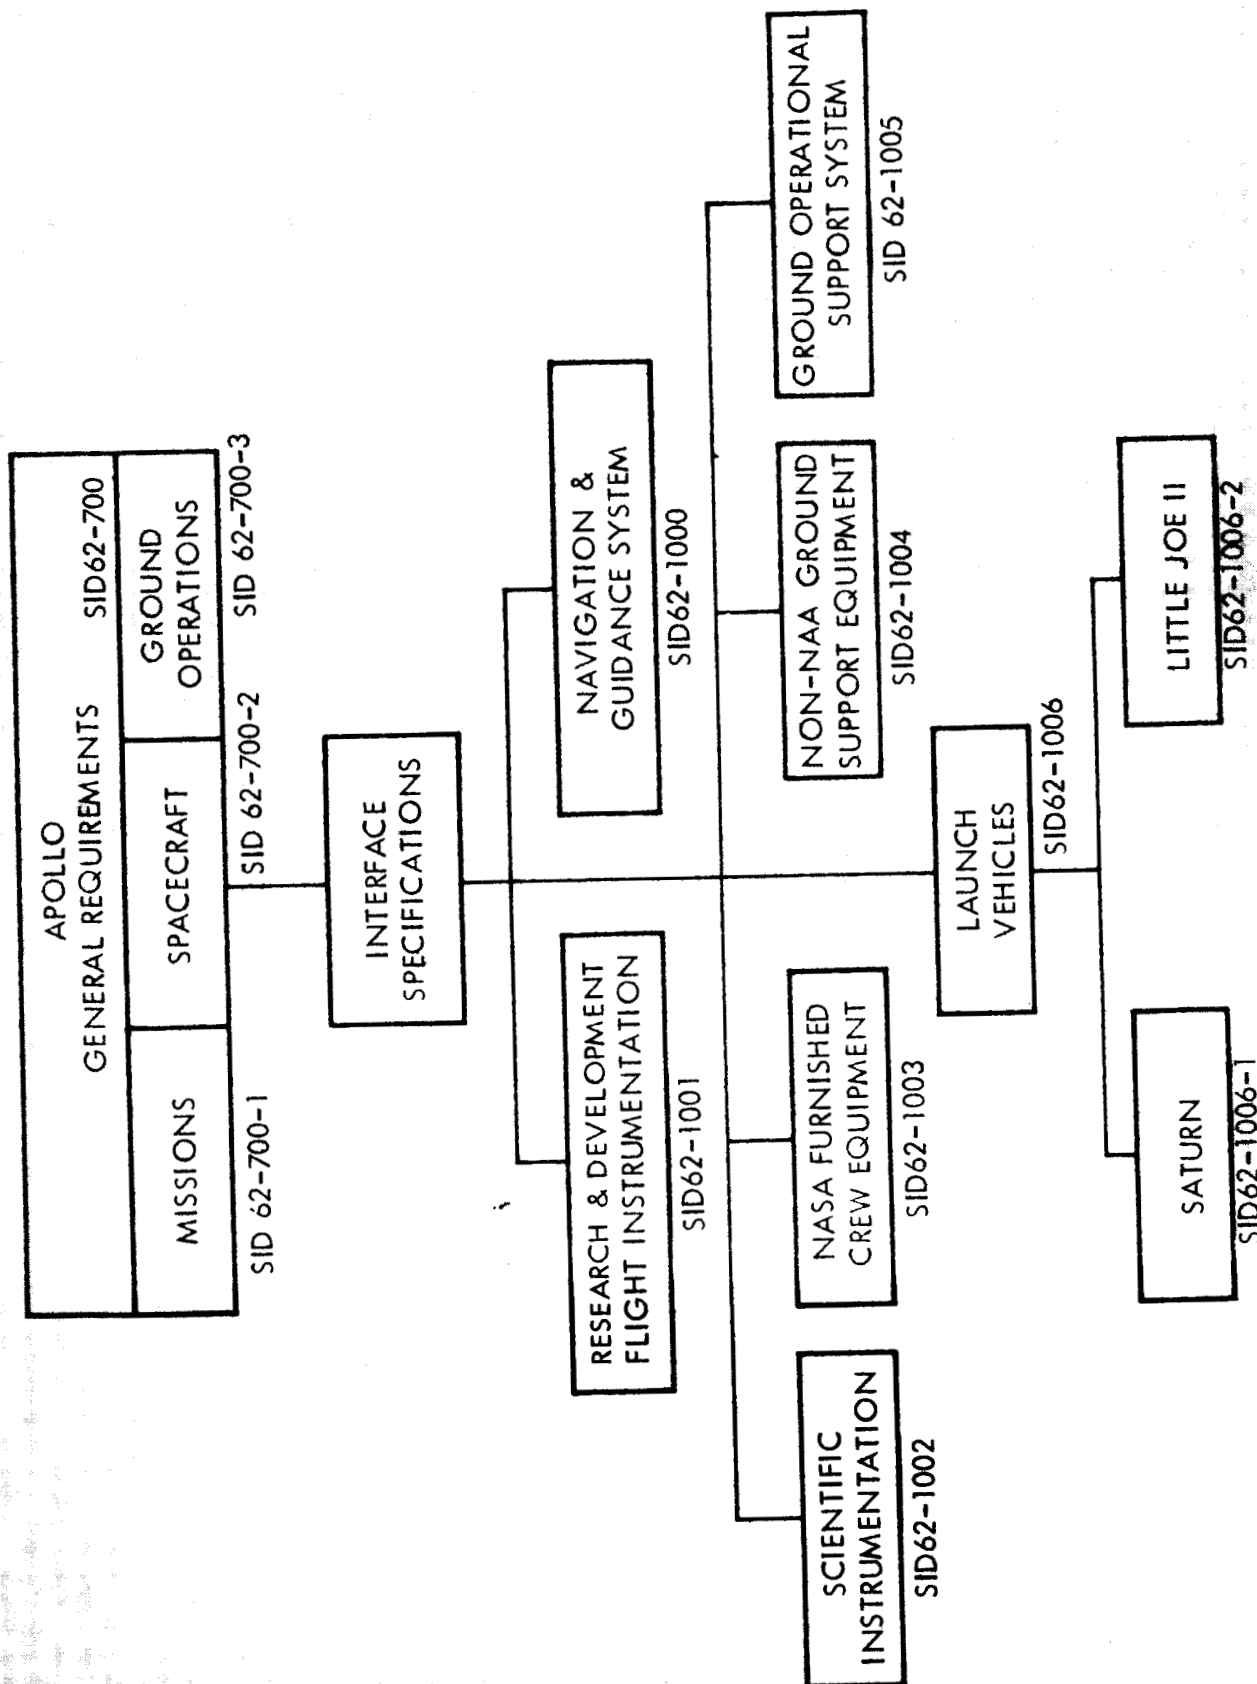 APOLLO
GENERAL REQUIREMENTS
SID62-700
MISSIONS
SPACECRAFT
GROUND
OPERATIONS
SID 62-700-1
SID 62-700-2
SID 62-700-3
INTERFACE
SPECIFICATIONS
RESEARCH & DEVELOPMENT
FLIGHT INSTRUMENTATION
SID62-1001
NAVIGATION &
GUIDANCE SYSTEM
SID62-1000
SCIENTIFIC
INSTRUMENTATION
SID62-1002
NASA FURNISHED
CREW EQUIPMENT
SID62-1003
NON-NAA GROUND
SUPPORT EQUIPMENT
SID62-1004
GROUND OPERATIONAL
SUPPORT SYSTEM
SID 62-1005
LAUNCH
VEHICLES
SID62-1006
SATURN
SID62-1006-1
LITTLE JOE II
SID62-1006-2